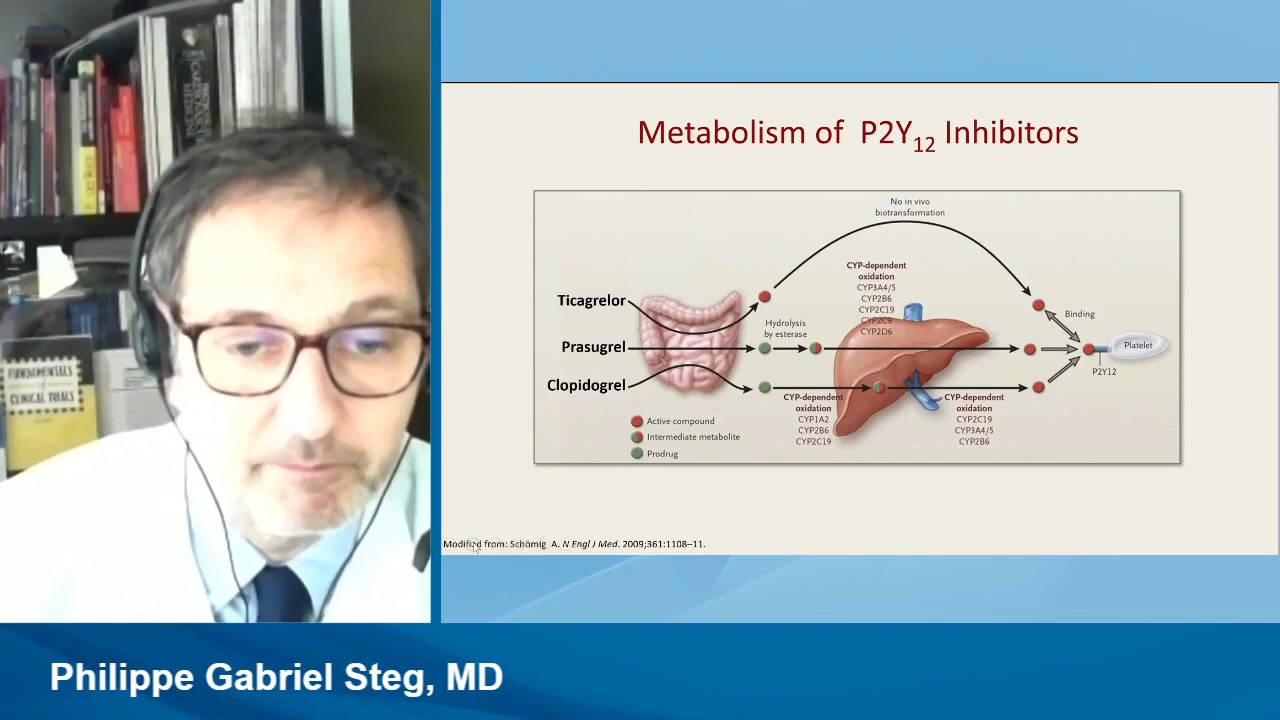 FUNDAMENTALS
CLINICAL TRIALS
Metabolism of P2Y12 Inhibitors
No in vivo
biotransformation
CYP-dependent
oxidation
CYP3A4/5
CYP2B6
CYP2C19
CYP2C9
CYP2D6
Ticagrelor
Prasugrel
Clopidogrel
Hydrolysis
by esterase
Binding
Platelet
P2Y12
CYP-dependent
oxidation
CYP1A2
CYP2B6
CYP2C19
CYP-dependent
oxidation
CYP2C19
CYP3A4/5
CYP2B6
Active compound
Intermediate metabolite
Prodrug
Modified from: Schömig A. N Engl J Med. 2009;361:1108–11.
Philippe Gabriel Steg, MD